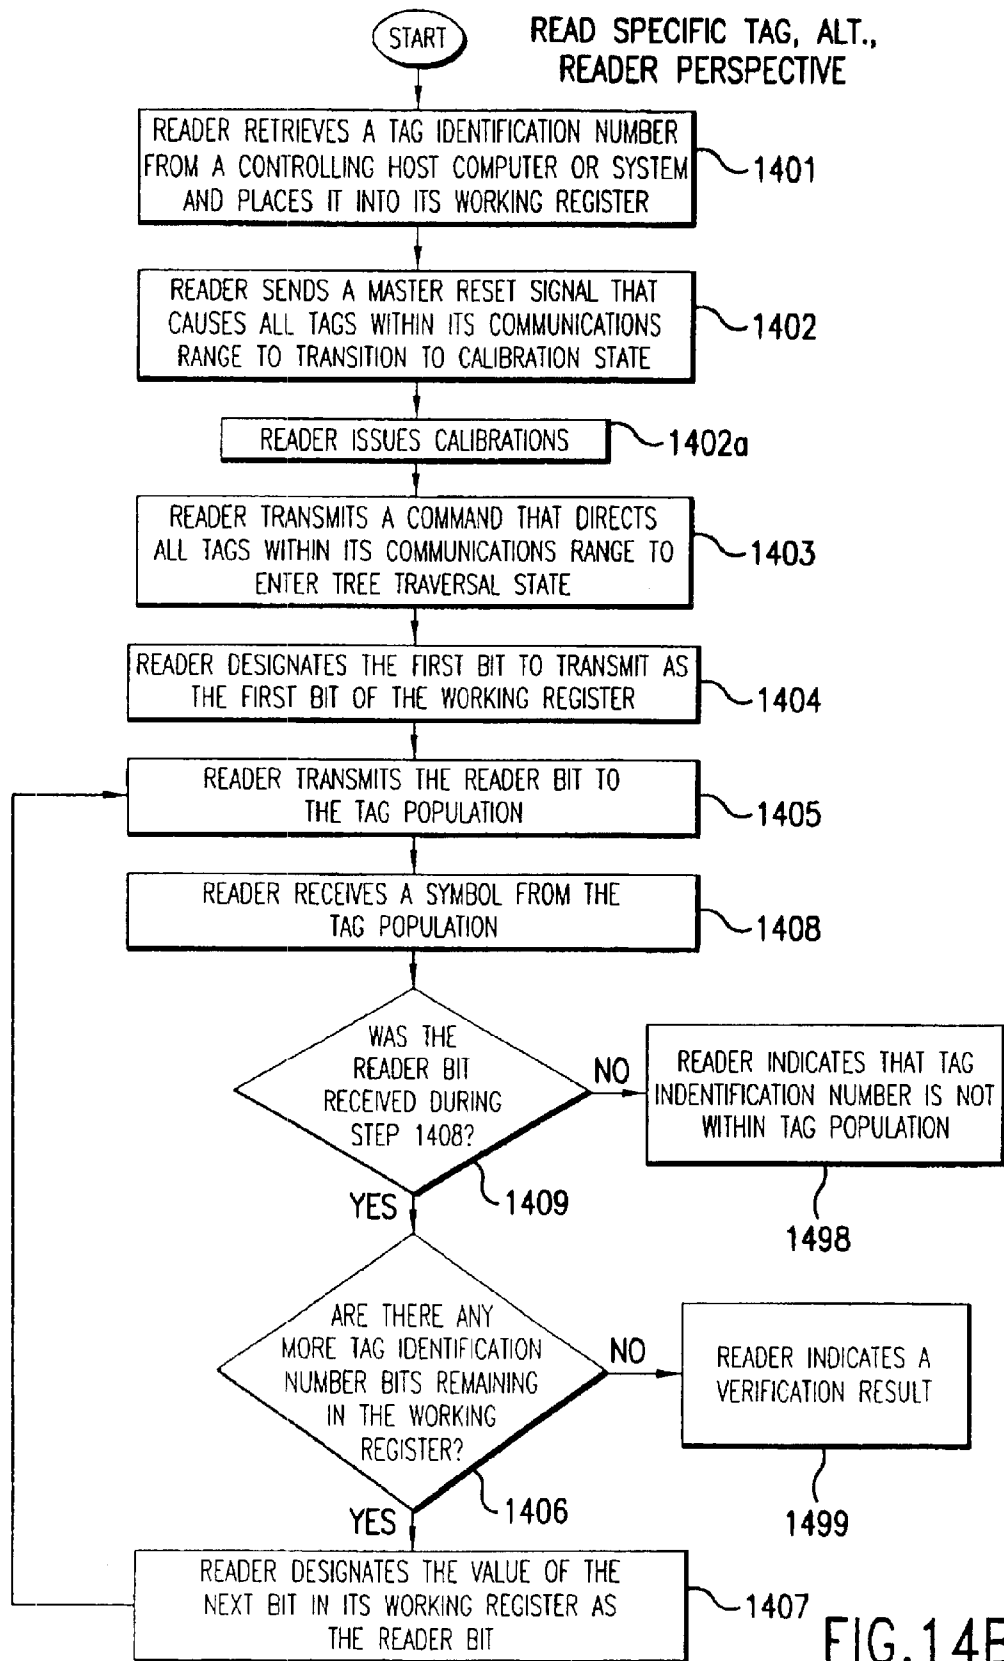 START
READ SPECIFIC TAG, ALT.,
READER PERSPECTIVE
READER RETRIEVES A TAG IDENTIFICATION NUMBER
FROM A CONTROLLING HOST COMPUTER OR SYSTEM
AND PLACES IT INTO ITS WORKING REGISTER
1401
READER SENDS A MASTER RESET SIGNAL THAT
CAUSES ALL TAGS WITHIN ITS COMMUNICATIONS
RANGE TO TRANSITION TO CALIBRATION STATE
1402
READER ISSUES CALIBRATIONS
1402a
READER TRANSMITS A COMMAND THAT DIRECTS
ALL TAGS WITHIN ITS COMMUNICATIONS RANGE TO
ENTER TREE TRAVERSAL STATE
1403
READER DESIGNATES THE FIRST BIT TO TRANSMIT AS
THE FIRST BIT OF THE WORKING REGISTER
1404
READER TRANSMITS THE READER BIT TO
THE TAG POPULATION
1405
READER RECEIVES A SYMBOL FROM THE
TAG POPULATION
1408
WAS THE
READER BIT
RECEIVED DURING
STEP 1408?
1409
NO
READER INDICATES THAT TAG
INDENTIFICATION NUMBER IS NOT
WITHIN TAG POPULATION
1498
YES
ARE THERE ANY
MORE TAG IDENTIFICATION
NUMBER BITS REMAINING
IN THE WORKING
REGISTER?
1406
NO
READER INDICATES A
VERIFICATION RESULT
1499
YES
READER DESIGNATES THE VALUE OF THE
NEXT BIT IN ITS WORKING REGISTER AS
THE READER BIT
1407
FIG.14B